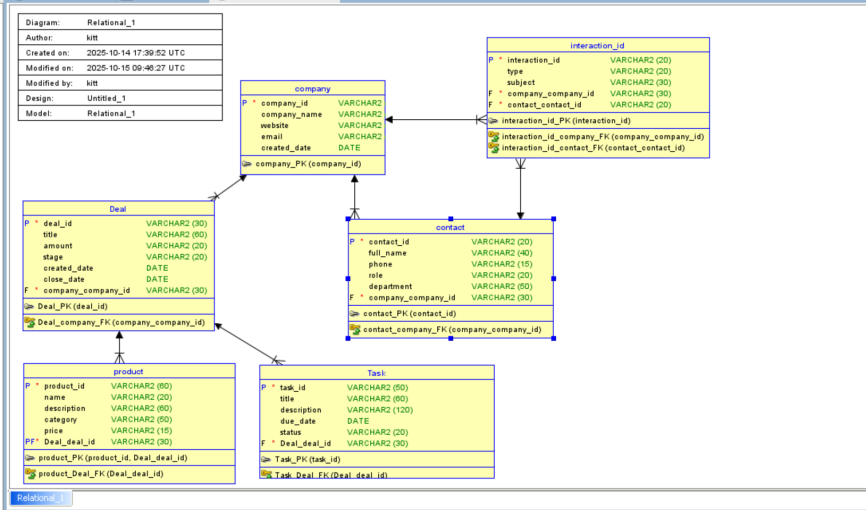 Diagram: Relational_1
Author: kitt
Created on: 2025-10-14 17:39:52 UTC
Modified on: 2025-10-15 09:46:27 UTC
Modified by: kitt
Design: Untitled_1
Model: Relational_1
interaction_id
P * interaction_id VARCHAR2 (20)
type VARCHAR2 (20)
subject VARCHAR2 (30)
F * company_company_id VARCHAR2 (30)
F * contact_contact_id VARCHAR2 (20)
interaction_id_PK (interaction_id)
interaction_id_company_FK (company_company_id)
interaction_id_contact_FK (contact_contact_id)
company
P * company_id VARCHAR2
company_name VARCHAR2
website VARCHAR2
email VARCHAR2
created_date DATE
company_PK (company_id)
Deal
P * deal_id VARCHAR2 (30)
title VARCHAR2 (60)
amount VARCHAR2 (20)
stage VARCHAR2 (20)
created_date DATE
close_date DATE
F * company_company_id VARCHAR2 (30)
Deal_PK (deal_id)
Deal_company_FK (company_company_id)
contact
P * contact_id VARCHAR2 (20)
full_name VARCHAR2 (40)
phone VARCHAR2 (15)
role VARCHAR2 (20)
department VARCHAR2 (50)
F * company_company_id VARCHAR2 (30)
contact_PK (contact_id)
contact_company_FK (company_company_id)
product
P * product_id VARCHAR2 (60)
name VARCHAR2 (20)
description VARCHAR2 (60)
category VARCHAR2 (50)
price VARCHAR2 (15)
PF* Deal_deal_id VARCHAR2 (30)
product_PK (product_id, Deal_deal_id)
product_Deal_FK (Deal_deal_id)
Task
P * task_id VARCHAR2 (50)
title VARCHAR2 (60)
description VARCHAR2 (120)
due_date DATE
status VARCHAR2 (20)
F * Deal_deal_id VARCHAR2 (30)
Task_PK (task_id)
Task_Deal_FK (Deal_deal_id)
Relational_1